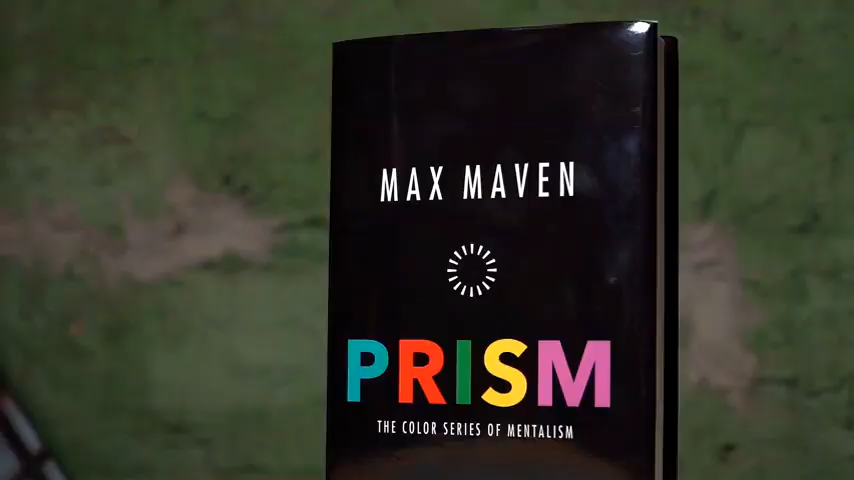 MAX MAVEN
PRISM
THE COLOR SERIES OF MENTALISM